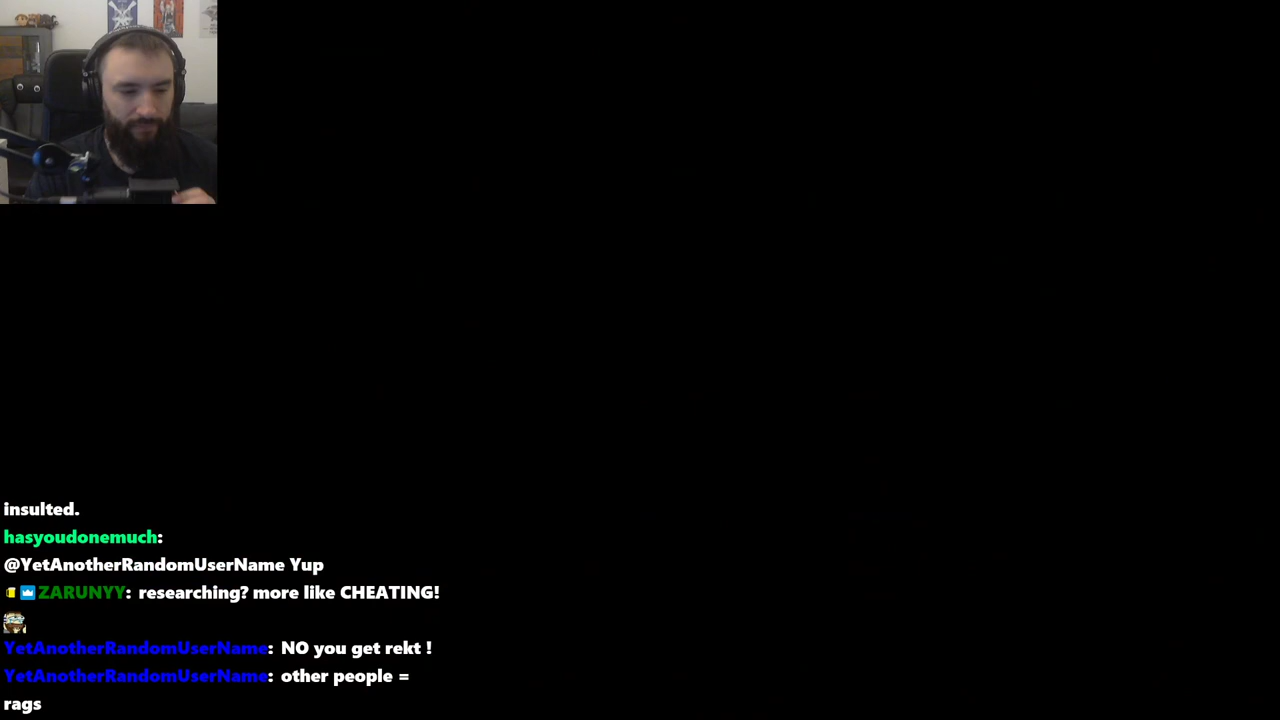 insulted.
hasyoudonemuch:
@YetAnotherRandomUserName Yup
ZARUNYY: researching? more like CHEATING!
YetAnotherRandomUserName: NO you get rekt !
YetAnotherRandomUserName: other people =
rags